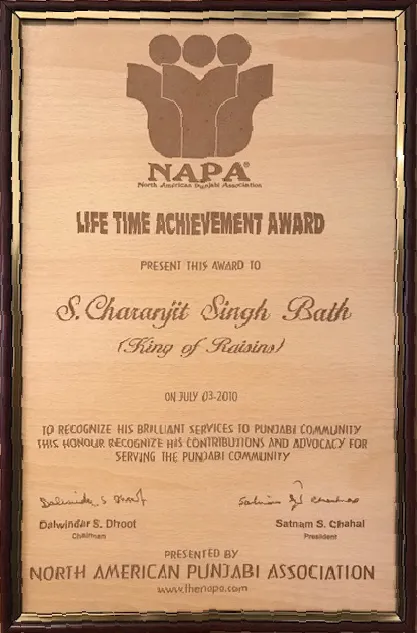 NAPA®
North American Punjabi Association
LIFE TIME ACHIEVEMENT AWARD
PRESENT THIS AWARD TO
S. Charanjit Singh Bath
(King of Raisins)
ON JULY 03-2010
TO RECOGNIZE HIS BRILLIANT SERVICES TO PUNJABI COMMUNITY
THIS HONOUR RECOGNIZE HIS CONTRIBUTIONS AND ADVOCACY FOR
SERVING THE PUNJABI COMMUNITY
Dalwindar S. Dhoot
Satnam S. Chahal
Chairman
President
PRESENTED BY
NORTH AMERICAN PUNJABI ASSOCIATION
www.thenapa.com